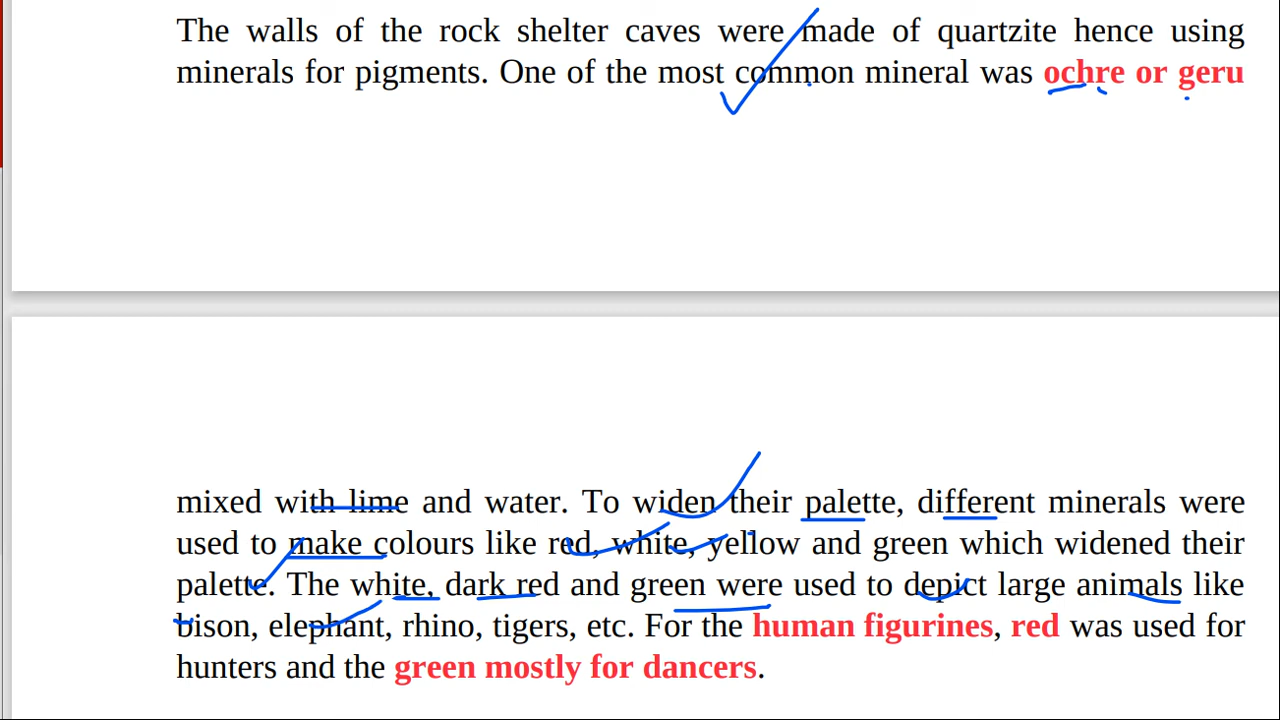 The walls of the rock shelter caves were made of quartzite hence using
minerals for pigments. One of the most common mineral was ochre or geru
mixed with lime and water. To widen their palette, different minerals were
used to make colours like red, white, yellow and green which widened their
palette. The white, dark red and green were used to depict large animals like
bison, elephant, rhino, tigers, etc. For the human figurines, red was used for
hunters and the green mostly for dancers.